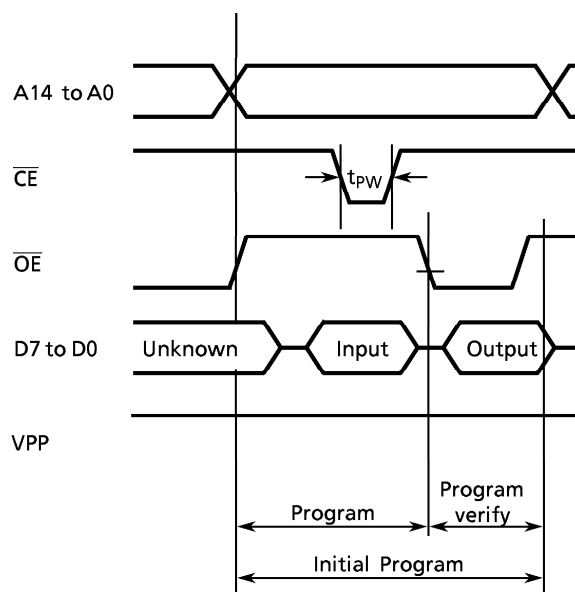 A14 to A0
CE
tPW
OE
D7 to D0
Unknown
Input
Output
VPP
Program
Program
verify
Initial Program